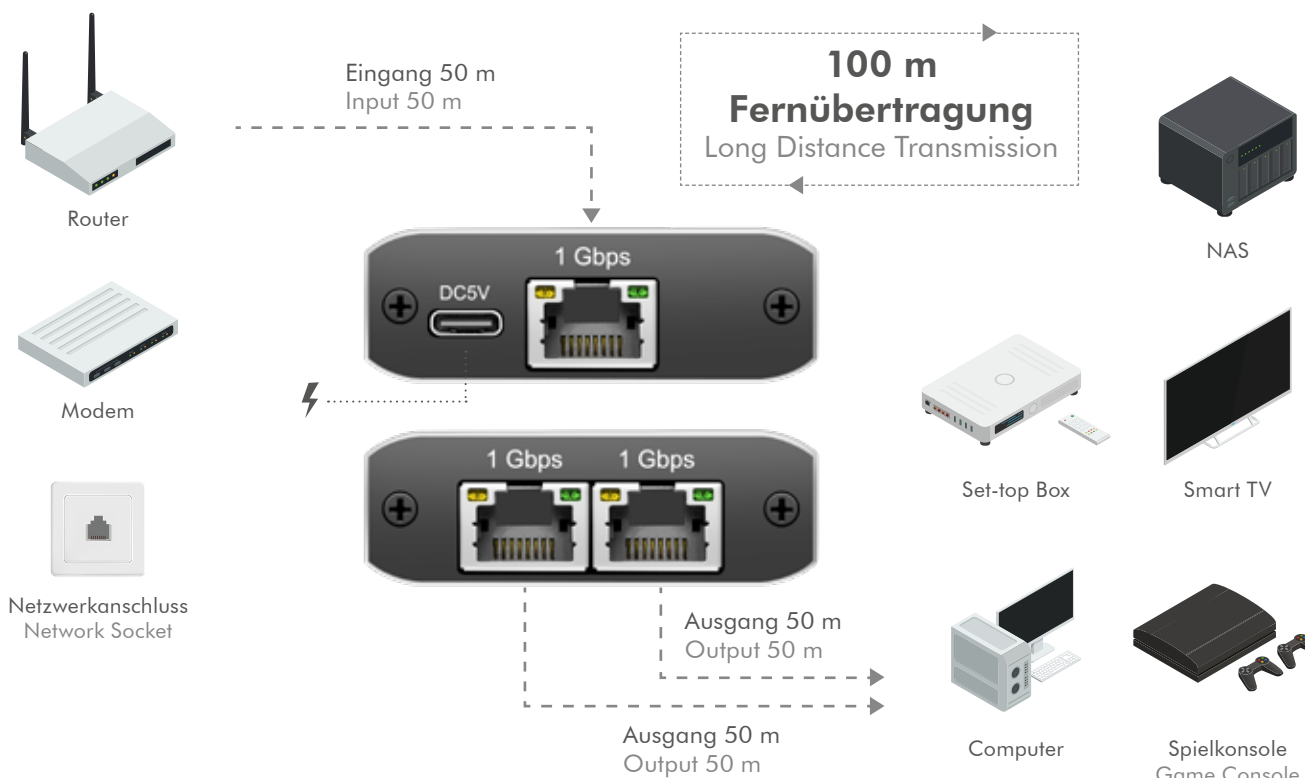 Eingang 50 m
Input 50 m
100 m
Fernübertragung
Long Distance Transmission
Router
NAS
1 Gbps
DC5V
Modem
1 Gbps 1 Gbps
Set-top Box
Smart TV
Netzwerkanschluss
Network Socket
Ausgang 50 m
Output 50 m
Ausgang 50 m
Output 50 m
Computer
Spielkonsole
Game Console